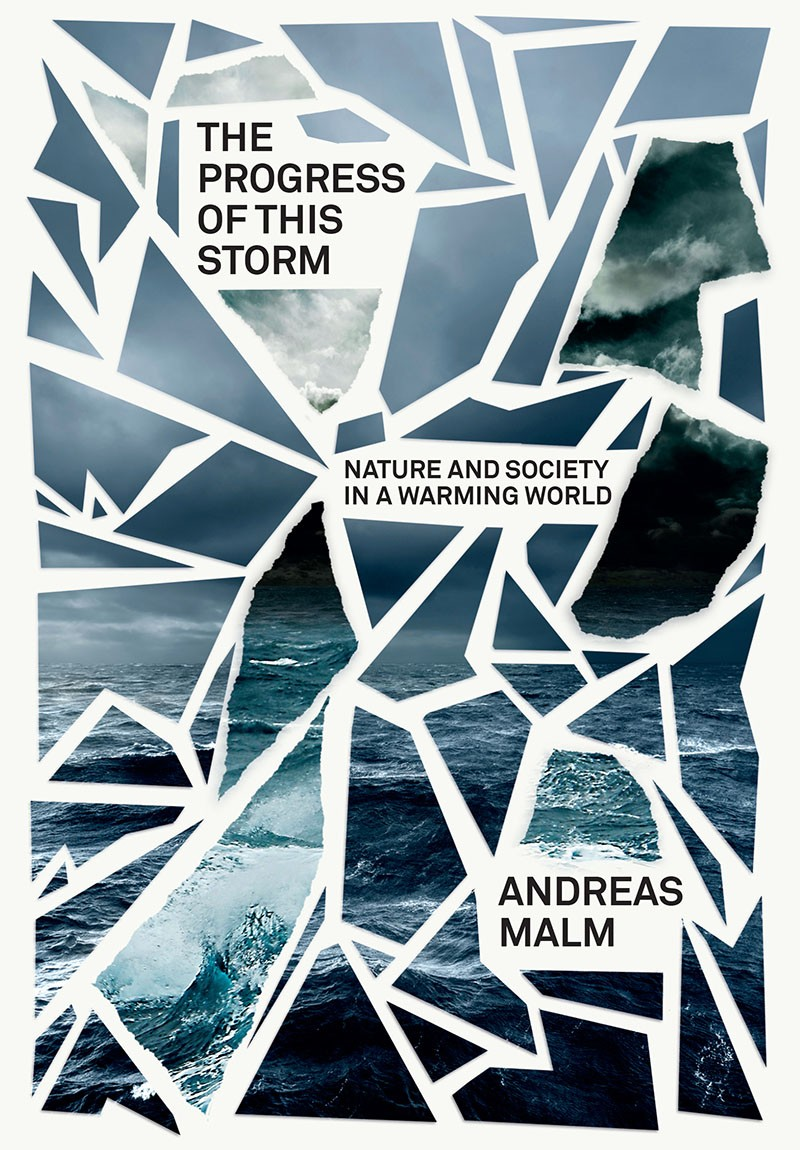 THE
PROGRESS
OF THIS
STORM
NATURE AND SOCIETY
IN A WARMING WORLD
ANDREAS
MALM